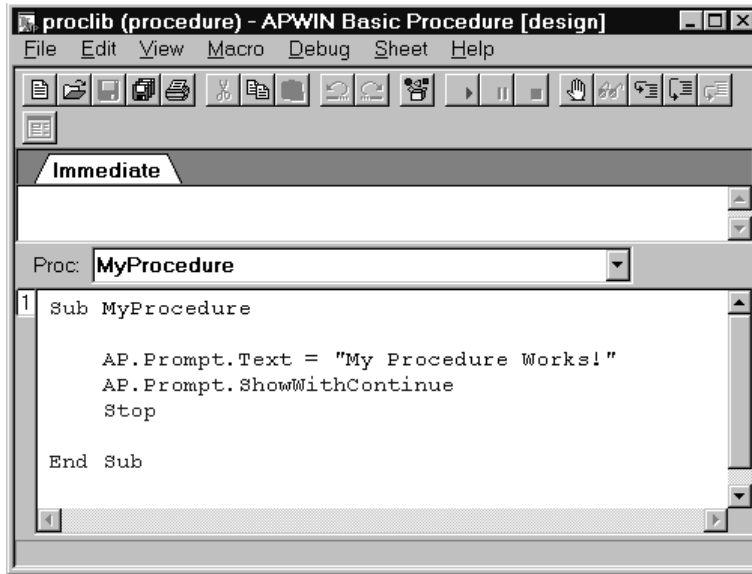 proclib (procedure) - APWIN Basic Procedure [design]
File Edit View Macro Debug Sheet Help
Immediate
Proc: MyProcedure
1
Sub MyProcedure
AP.Prompt.Text = "My Procedure Works!"
AP.Prompt.ShowWithContinue
Stop
End Sub